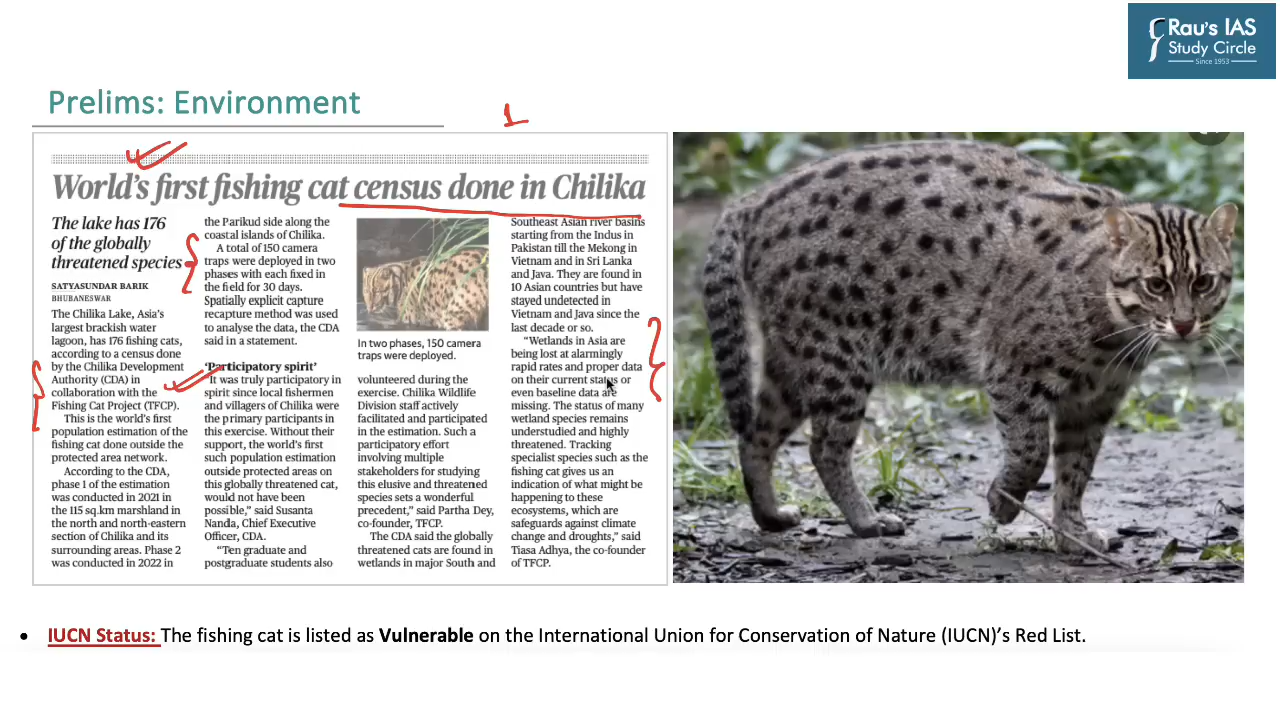 Rau's IAS
Study Circle
Since 1953
Prelims: Environment
1
World's first fishing cat census done in Chilika
The lake has 176
of the globally
threatened species
SATYASUNDAR BARIK
BHUBANESWAR
The Chilika Lake, Asia's
largest brackish water
lagoon, has 176 fishing cats,
according to a census done
by the Chilika Development
Authority (CDA) in
collaboration with the
Fishing Cat Project (TFCP).
This is the world's first
population estimation of the
fishing cat done outside the
protected area network.
According to the CDA,
phase 1 of the estimation
was conducted in 2021 in
the 115 sq.km marshland in
the north and north-eastern
section of Chilika and its
surrounding areas. Phase 2
was conducted in 2022 in
the Parikud side along the
coastal islands of Chilika.
A total of 150 camera
traps were deployed in two
phases with each fixed in
the field for 30 days.
Spatially explicit capture
recapture method was used
to analyse the data, the CDA
said in a statement.
'Participatory spirit'
"It was truly participatory in
spirit since local fishermen
and villagers of Chilika were
the primary participants in
this exercise. Without their
support, the world's first
such population estimation
outside protected areas on
this globally threatened cat,
would not have been
possible," said Susanta
Nanda, Chief Executive
Officer, CDA.
"Ten graduate and
postgraduate students also
In two phases, 150 camera
traps were deployed.
volunteered during the
exercise. Chilika Wildlife
Division staff actively
facilitated and participated
in the estimation. Such a
participatory effort
involving multiple
stakeholders for studying
this elusive and threatened
species sets a wonderful
precedent," said Partha Dey,
co-founder, TFCP.
The CDA said the globally
threatened cats are found in
wetlands in major South and
Southeast Asian river basins
starting from the Indus in
Pakistan till the Mekong in
Vietnam and in Sri Lanka
and Java. They are found in
10 Asian countries but have
stayed undetected in
Vietnam and Java since the
last decade or so.
"Wetlands in Asia are
being lost at alarmingly
rapid rates and proper data
on their current status or
even baseline data are
missing. The status of many
wetland species remains
understudied and highly
threatened. Tracking
specialist species such as the
fishing cat gives us an
indication of what might be
happening to these
ecosystems, which are
safeguards against climate
change and droughts," said
Tiasa Adhya, the co-founder
of TFCP.
• IUCN Status: The fishing cat is listed as Vulnerable on the International Union for Conservation of Nature (IUCN)'s Red List.